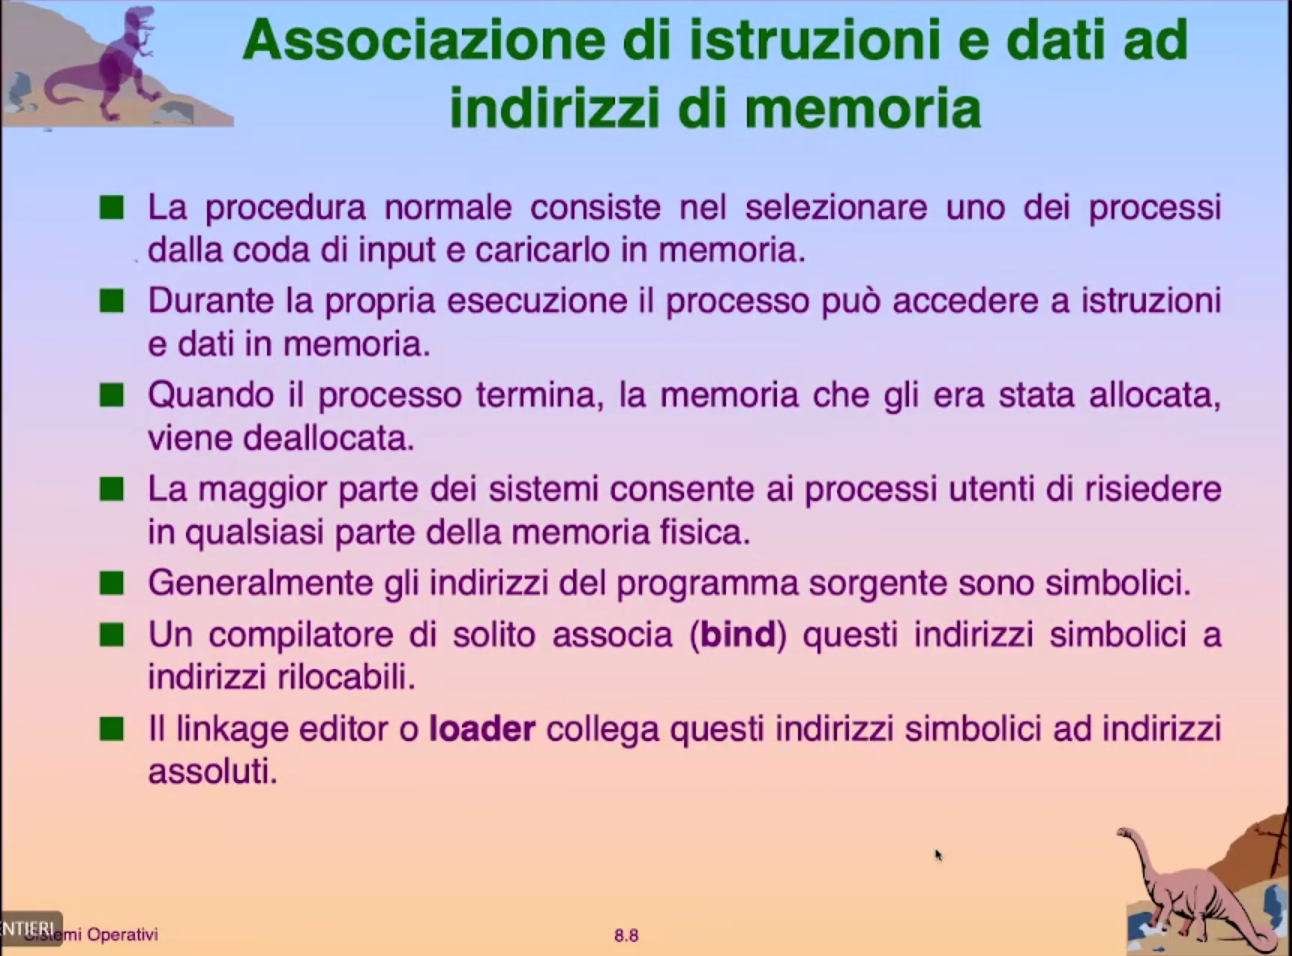 Associazione di istruzioni e dati ad
indirizzi di memoria
La procedura normale consiste nel selezionare uno dei processi
dalla coda di input e caricarlo in memoria.
Durante la propria esecuzione il processo può accedere a istruzioni
e dati in memoria.
Quando il processo termina, la memoria che gli era stata allocata,
viene deallocata.
La maggior parte dei sistemi consente ai processi utenti di risiedere
in qualsiasi parte della memoria fisica.
Generalmente gli indirizzi del programma sorgente sono simbolici.
Un compilatore di solito associa (bind) questi indirizzi simbolici a
indirizzi rilocabili.
Il linkage editor o loader collega questi indirizzi simbolici ad indirizzi
assoluti.
NTIERI
Sistemi Operativi
8.8